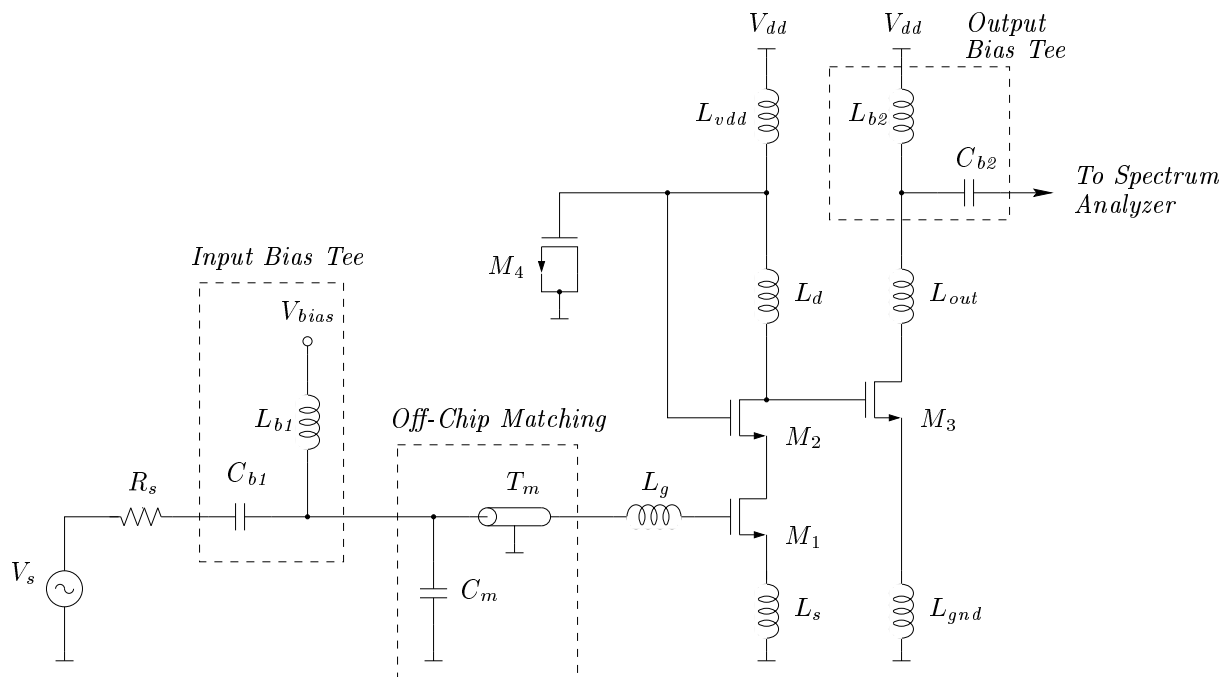 V_dd
V_dd
Output
Bias Tee
L_vdd
L_b2
C_b2
To Spectrum
Analyzer
Input Bias Tee
M_4
L_d
L_out
V_bias
L_b1
Off-Chip Matching
M_2
M_3
R_s
C_b1
T_m
L_g
M_1
V_s
C_m
L_s
L_gnd